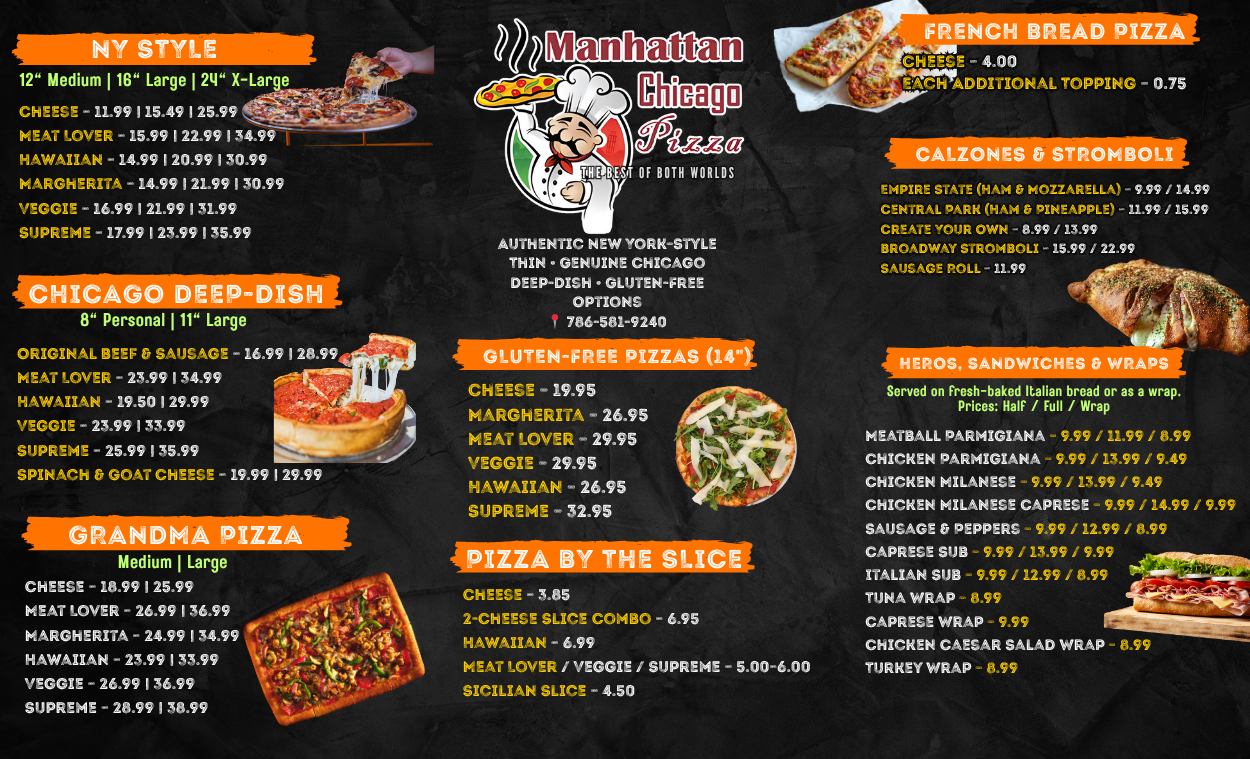 NY STYLE
12“ Medium | 16“ Large | 24“ X-Large
CHEESE - 11.99 | 15.49 | 25.99
MEAT LOVER - 15.99 | 22.99 | 34.99
HAWAIIAN - 14.99 | 20.99 | 30.99
MARGHERITA - 14.99 | 21.99 | 30.99
VEGGIE - 16.99 | 21.99 | 31.99
SUPREME - 17.99 | 23.99 | 35.99
CHICAGO DEEP-DISH
8“ Personal | 11“ Large
ORIGINAL BEEF & SAUSAGE - 16.99 | 28.99
MEAT LOVER - 23.99 | 34.99
HAWAIIAN - 19.50 | 29.99
VEGGIE - 23.99 | 33.99
SUPREME - 25.99 | 35.99
SPINACH & GOAT CHEESE - 19.99 | 29.99
GRANDMA PIZZA
Medium | Large
CHEESE - 18.99 | 25.99
MEAT LOVER - 26.99 | 36.99
MARGHERITA - 24.99 | 34.99
HAWAIIAN - 23.99 | 33.99
VEGGIE - 26.99 | 36.99
SUPREME - 28.99 | 38.99
Manhattan
Chicago
Pizza
THE BEST OF BOTH WORLDS
AUTHENTIC NEW YORK-STYLE
THIN • GENUINE CHICAGO
DEEP-DISH • GLUTEN-FREE
OPTIONS
📍 786-581-9240
GLUTEN-FREE PIZZAS (14")
CHEESE - 19.95
MARGHERITA - 26.95
MEAT LOVER - 29.95
VEGGIE - 29.95
HAWAIIAN - 26.95
SUPREME - 32.95
PIZZA BY THE SLICE
CHEESE - 3.85
2-CHEESE SLICE COMBO - 6.95
HAWAIIAN - 6.99
MEAT LOVER / VEGGIE / SUPREME - 5.00-6.00
SICILIAN SLICE - 4.50
FRENCH BREAD PIZZA
CHEESE - 4.00
EACH ADDITIONAL TOPPING - 0.75
CALZONES & STROMBOLI
EMPIRE STATE (HAM & MOZZARELLA) - 9.99 / 14.99
CENTRAL PARK (HAM & PINEAPPLE) - 11.99 / 15.99
CREATE YOUR OWN - 8.99 / 13.99
BROADWAY STROMBOLI - 15.99 / 22.99
SAUSAGE ROLL - 11.99
HEROS, SANDWICHES & WRAPS
Served on fresh-baked Italian bread or as a wrap.
Prices: Half / Full / Wrap
MEATBALL PARMIGIANA - 9.99 / 11.99 / 8.99
CHICKEN PARMIGIANA - 9.99 / 13.99 / 9.49
CHICKEN MILANESE - 9.99 / 13.99 / 9.49
CHICKEN MILANESE CAPRESE - 9.99 / 14.99 / 9.99
SAUSAGE & PEPPERS - 9.99 / 12.99 / 8.99
CAPRESE SUB - 9.99 / 13.99 / 9.99
ITALIAN SUB - 9.99 / 12.99 / 8.99
TUNA WRAP - 8.99
CAPRESE WRAP - 9.99
CHICKEN CAESAR SALAD WRAP - 8.99
TURKEY WRAP - 8.99